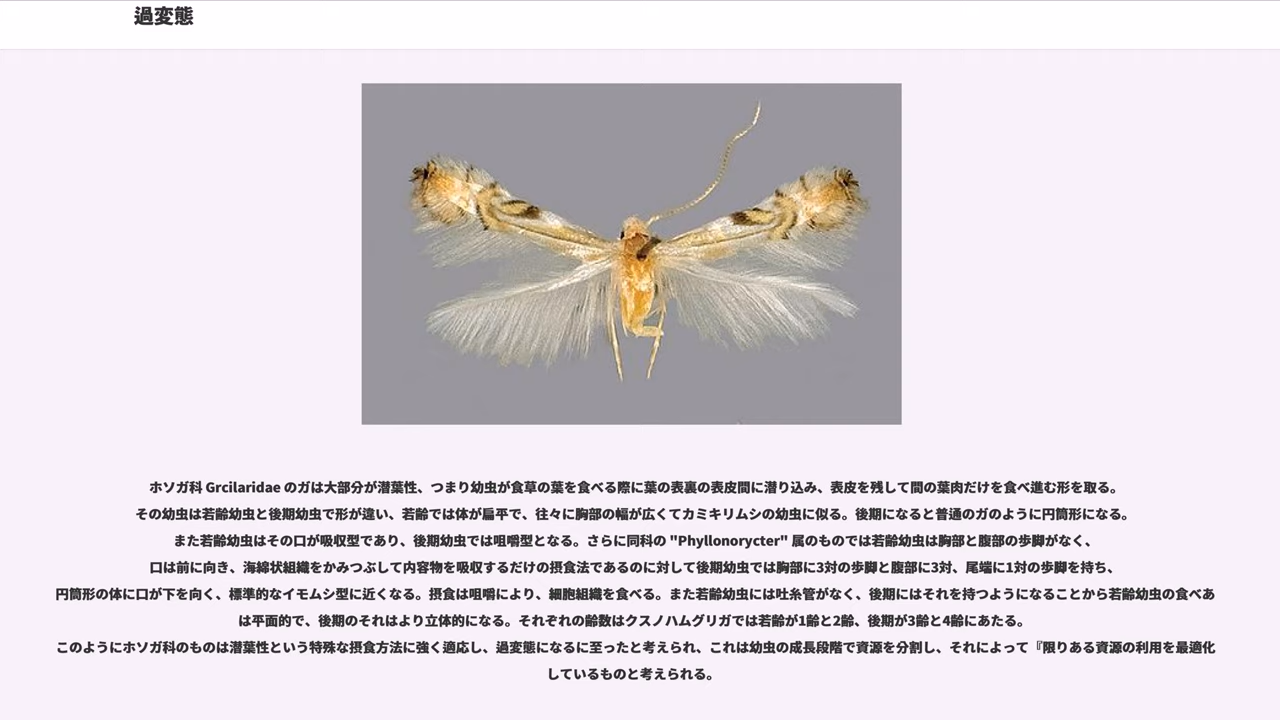 過変態
ホソガ科 Grcilaridae のガは大部分が潜葉性、つまり幼虫が食草の葉を食べる際に葉の表裏の表皮間に潜り込み、表皮を残して間の葉肉だけを食べ進む形を取る。
その幼虫は若齢幼虫と後期幼虫で形が違い、若齢では体が扁平で、往々に胸部の幅が広くてカミキリムシの幼虫に似る。後期になると普通のガのように円筒形になる。
また若齢幼虫はその口が吸収型であり、後期幼虫では咀嚼型となる。さらに同科の "Phyllonorycter" 属のものでは若齢幼虫は胸部と腹部の歩脚がなく、
口は前に向き、海綿状組織をかみつぶして内容物を吸収するだけの摂食法であるのに対して後期幼虫では胸部に3対の歩脚と腹部に3対、尾端に1対の歩脚を持ち、
円筒形の体に口が下を向く、標準的なイモムシ型に近くなる。摂食は咀嚼により、細胞組織を食べる。また若齢幼虫には吐糸管がなく、後期にはそれを持つようになることから若齢幼虫の食べあ
は平面的で、後期のそれはより立体的になる。それぞれの齢数はクスノハムグリガでは若齢が1齢と2齢、後期が3齢と4齢にあたる。
このようにホソガ科のものは潜葉性という特殊な摂食方法に強く適応し、過変態になるに至ったと考えられ、これは幼虫の成長段階で資源を分割し、それによって『限りある資源の利用を最適化
しているものと考えられる。